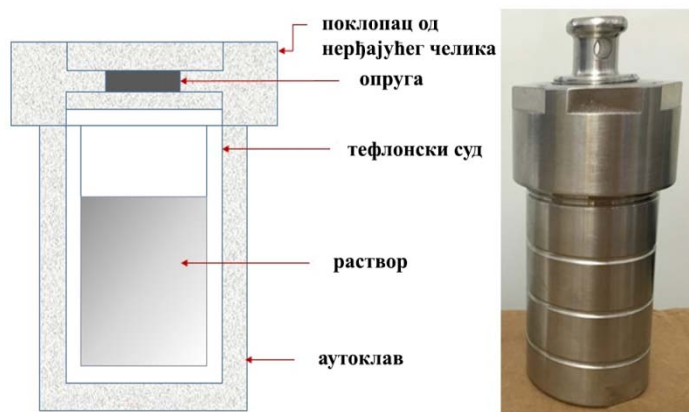 поклопац од
нерђајућег челика
опруга
тефлонски суд
раствор
аутоклав